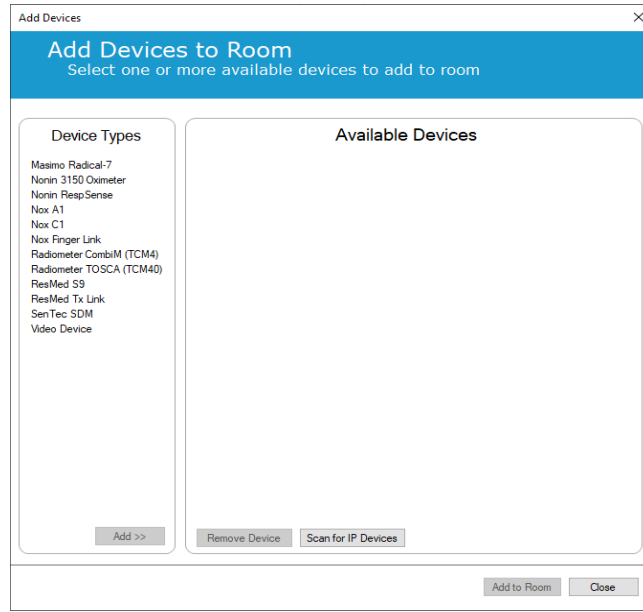 Add Devices
Add Devices to Room
Select one or more available devices to add to room
Device Types
Masimo Radical-7
Nonin 3150 Oximeter
Nonin RespSense
Nox A1
Nox C1
Nox Finger Link
Radiometer CombiM (TCM4)
Radiometer TOSCA (TCM40)
ResMed S9
ResMed Tx Link
SenTec SDM
Video Device
Add >>
Available Devices
Remove Device
Scan for IP Devices
Add to Room
Close